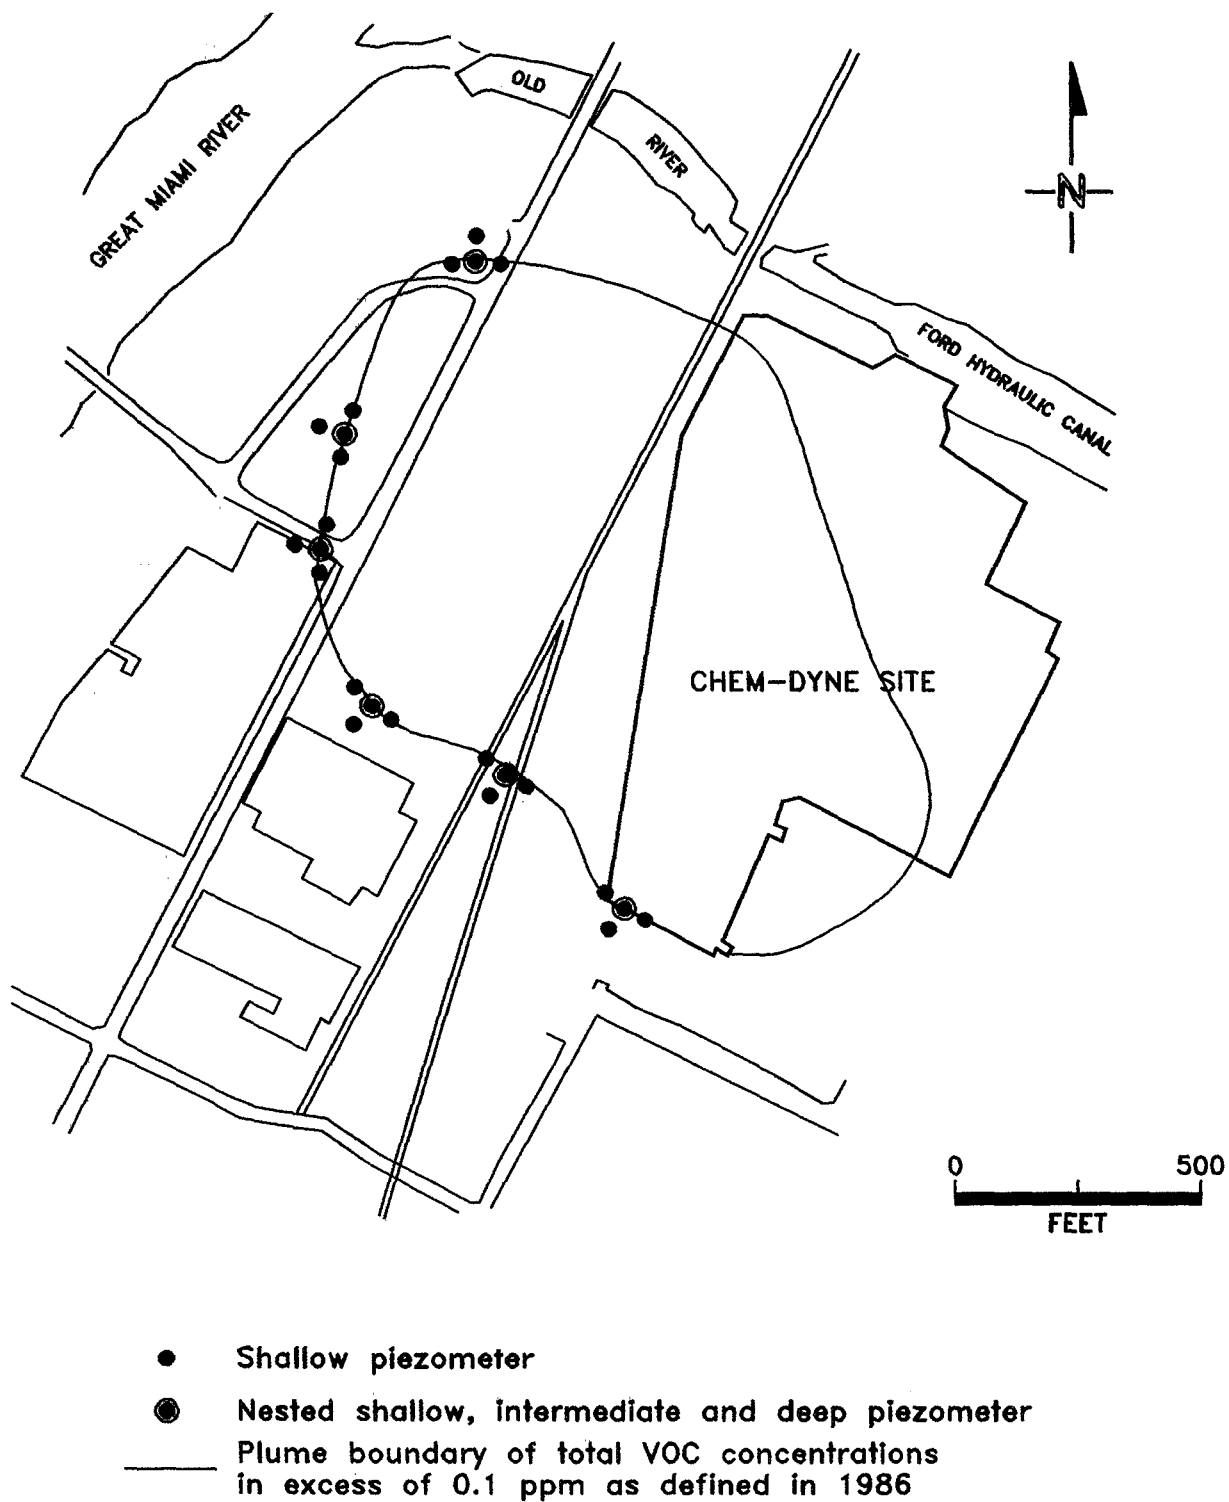 OLD
RIVER
GREAT MIAMI RIVER
N
FORD HYDRAULIC CANAL
CHEM-DYNE SITE
0 500
FEET
Shallow piezometer
Nested shallow, intermediate and deep piezometer
Plume boundary of total VOC concentrations
in excess of 0.1 ppm as defined in 1986